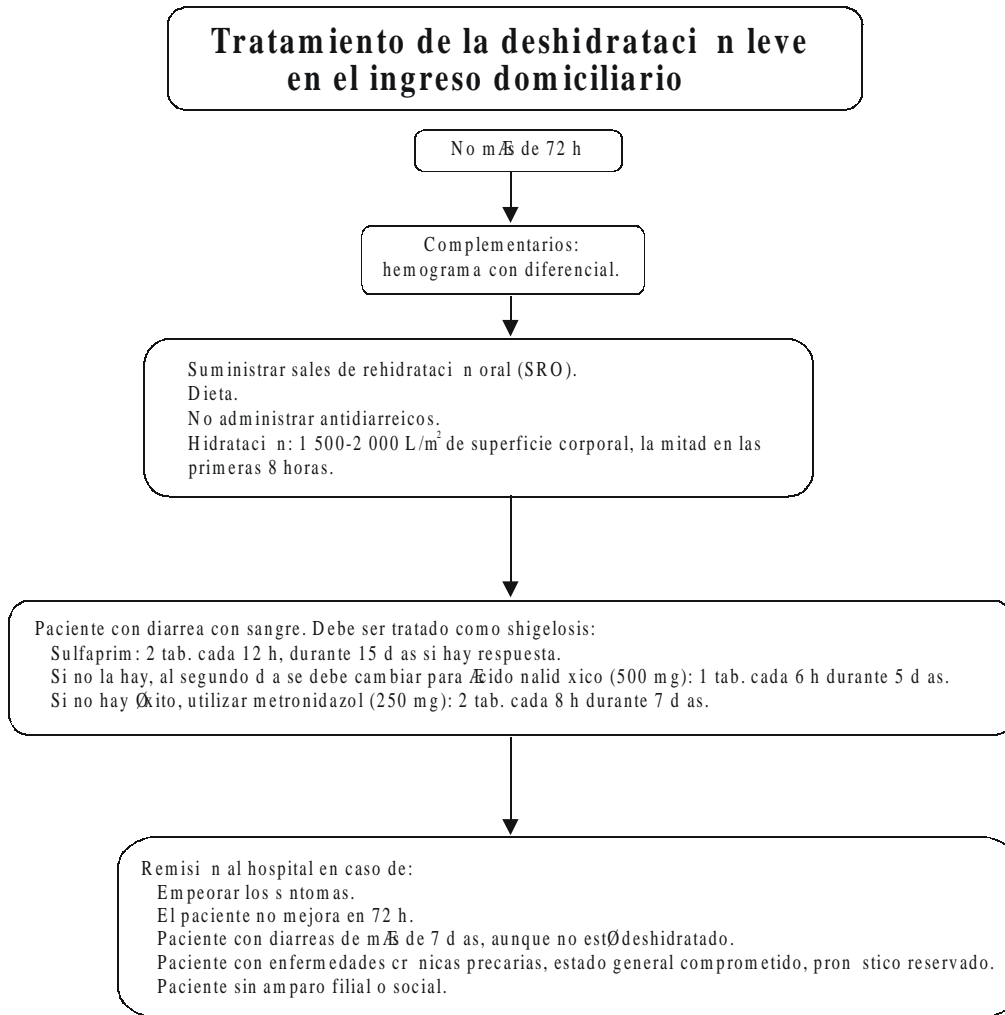 Tratamiento de la deshidrataci n leve
en el ingreso domiciliario
No mÆs de 72 h
Complementarios:
hemograma con diferencial.
Suministrar sales de rehidrataci n oral (SRO).
Dieta.
No administrar antidiarreicos.
Hidrataci n: 1 500-2 000 L/m² de superficie corporal, la mitad en las
primeras 8 horas.
Paciente con diarrea con sangre. Debe ser tratado como shigelosis:
Sulfaprim: 2 tab. cada 12 h, durante 15 d as si hay respuesta.
Si no la hay, al segundo d a se debe cambiar para Æcido nalid xico (500 mg): 1 tab. cada 6 h durante 5 d as.
Si no hay Øxito, utilizar metronidazol (250 mg): 2 tab. cada 8 h durante 7 d as.
Remisi n al hospital en caso de:
Empeorar los s ntomas.
El paciente no mejora en 72 h.
Paciente con diarreas de mÆs de 7 d as, aunque no estØ deshidratado.
Paciente con enfermedades cr nicas precarias, estado general comprometido, pron stico reservado.
Paciente sin amparo filial o social.